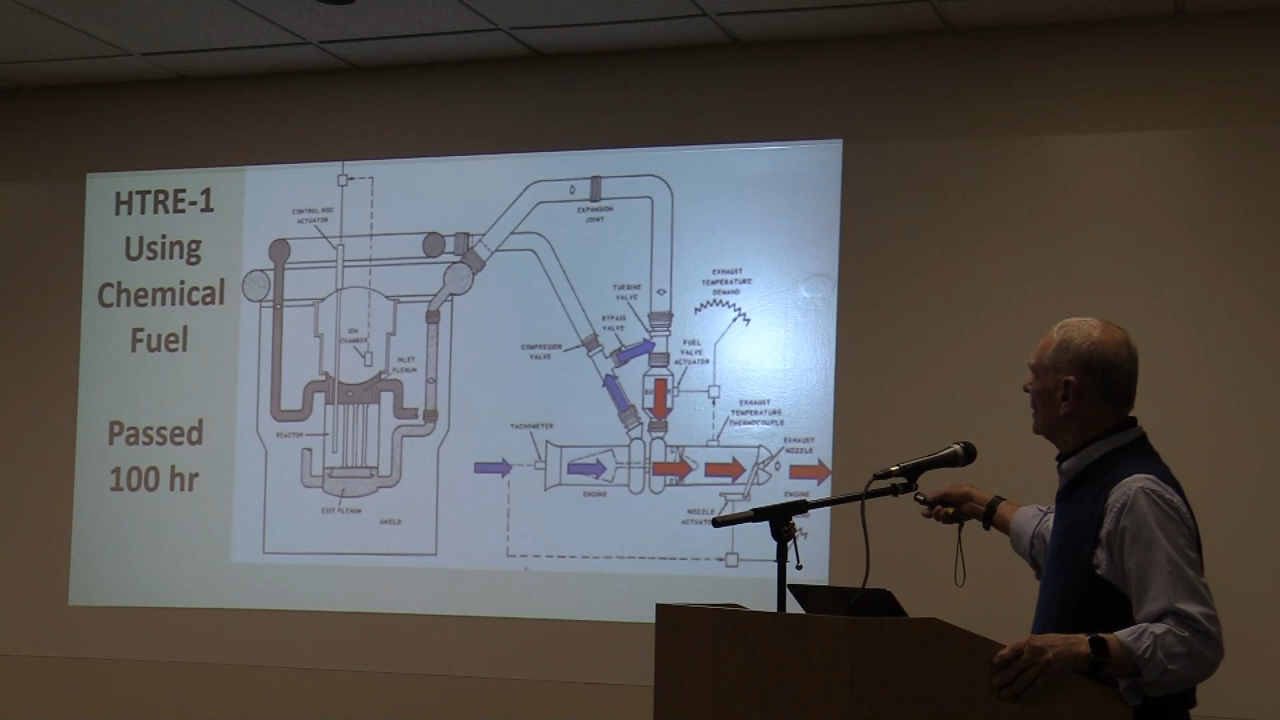 HTRE-1
Using
Chemical
Fuel
Passed
100 hr
CONTROL ROD
ACTUATOR
EXPANSION
JOINT
EXHAUST
TEMPERATURE
DEMAND
TURBINE
VALVE
BYPASS
VALVE
COMPRESSOR
VALVE
FUEL
VALVE
ACTUATOR
ION
CHAMBER
INLET
PLENUM
EXHAUST
TEMPERATURE
THERMOCOUPLE
TACHOMETER
REACTOR
EXHAUST
NOZZLE
ENGINE
ENGINE
EXIT PLENUM
SHIELD
NOZZLE